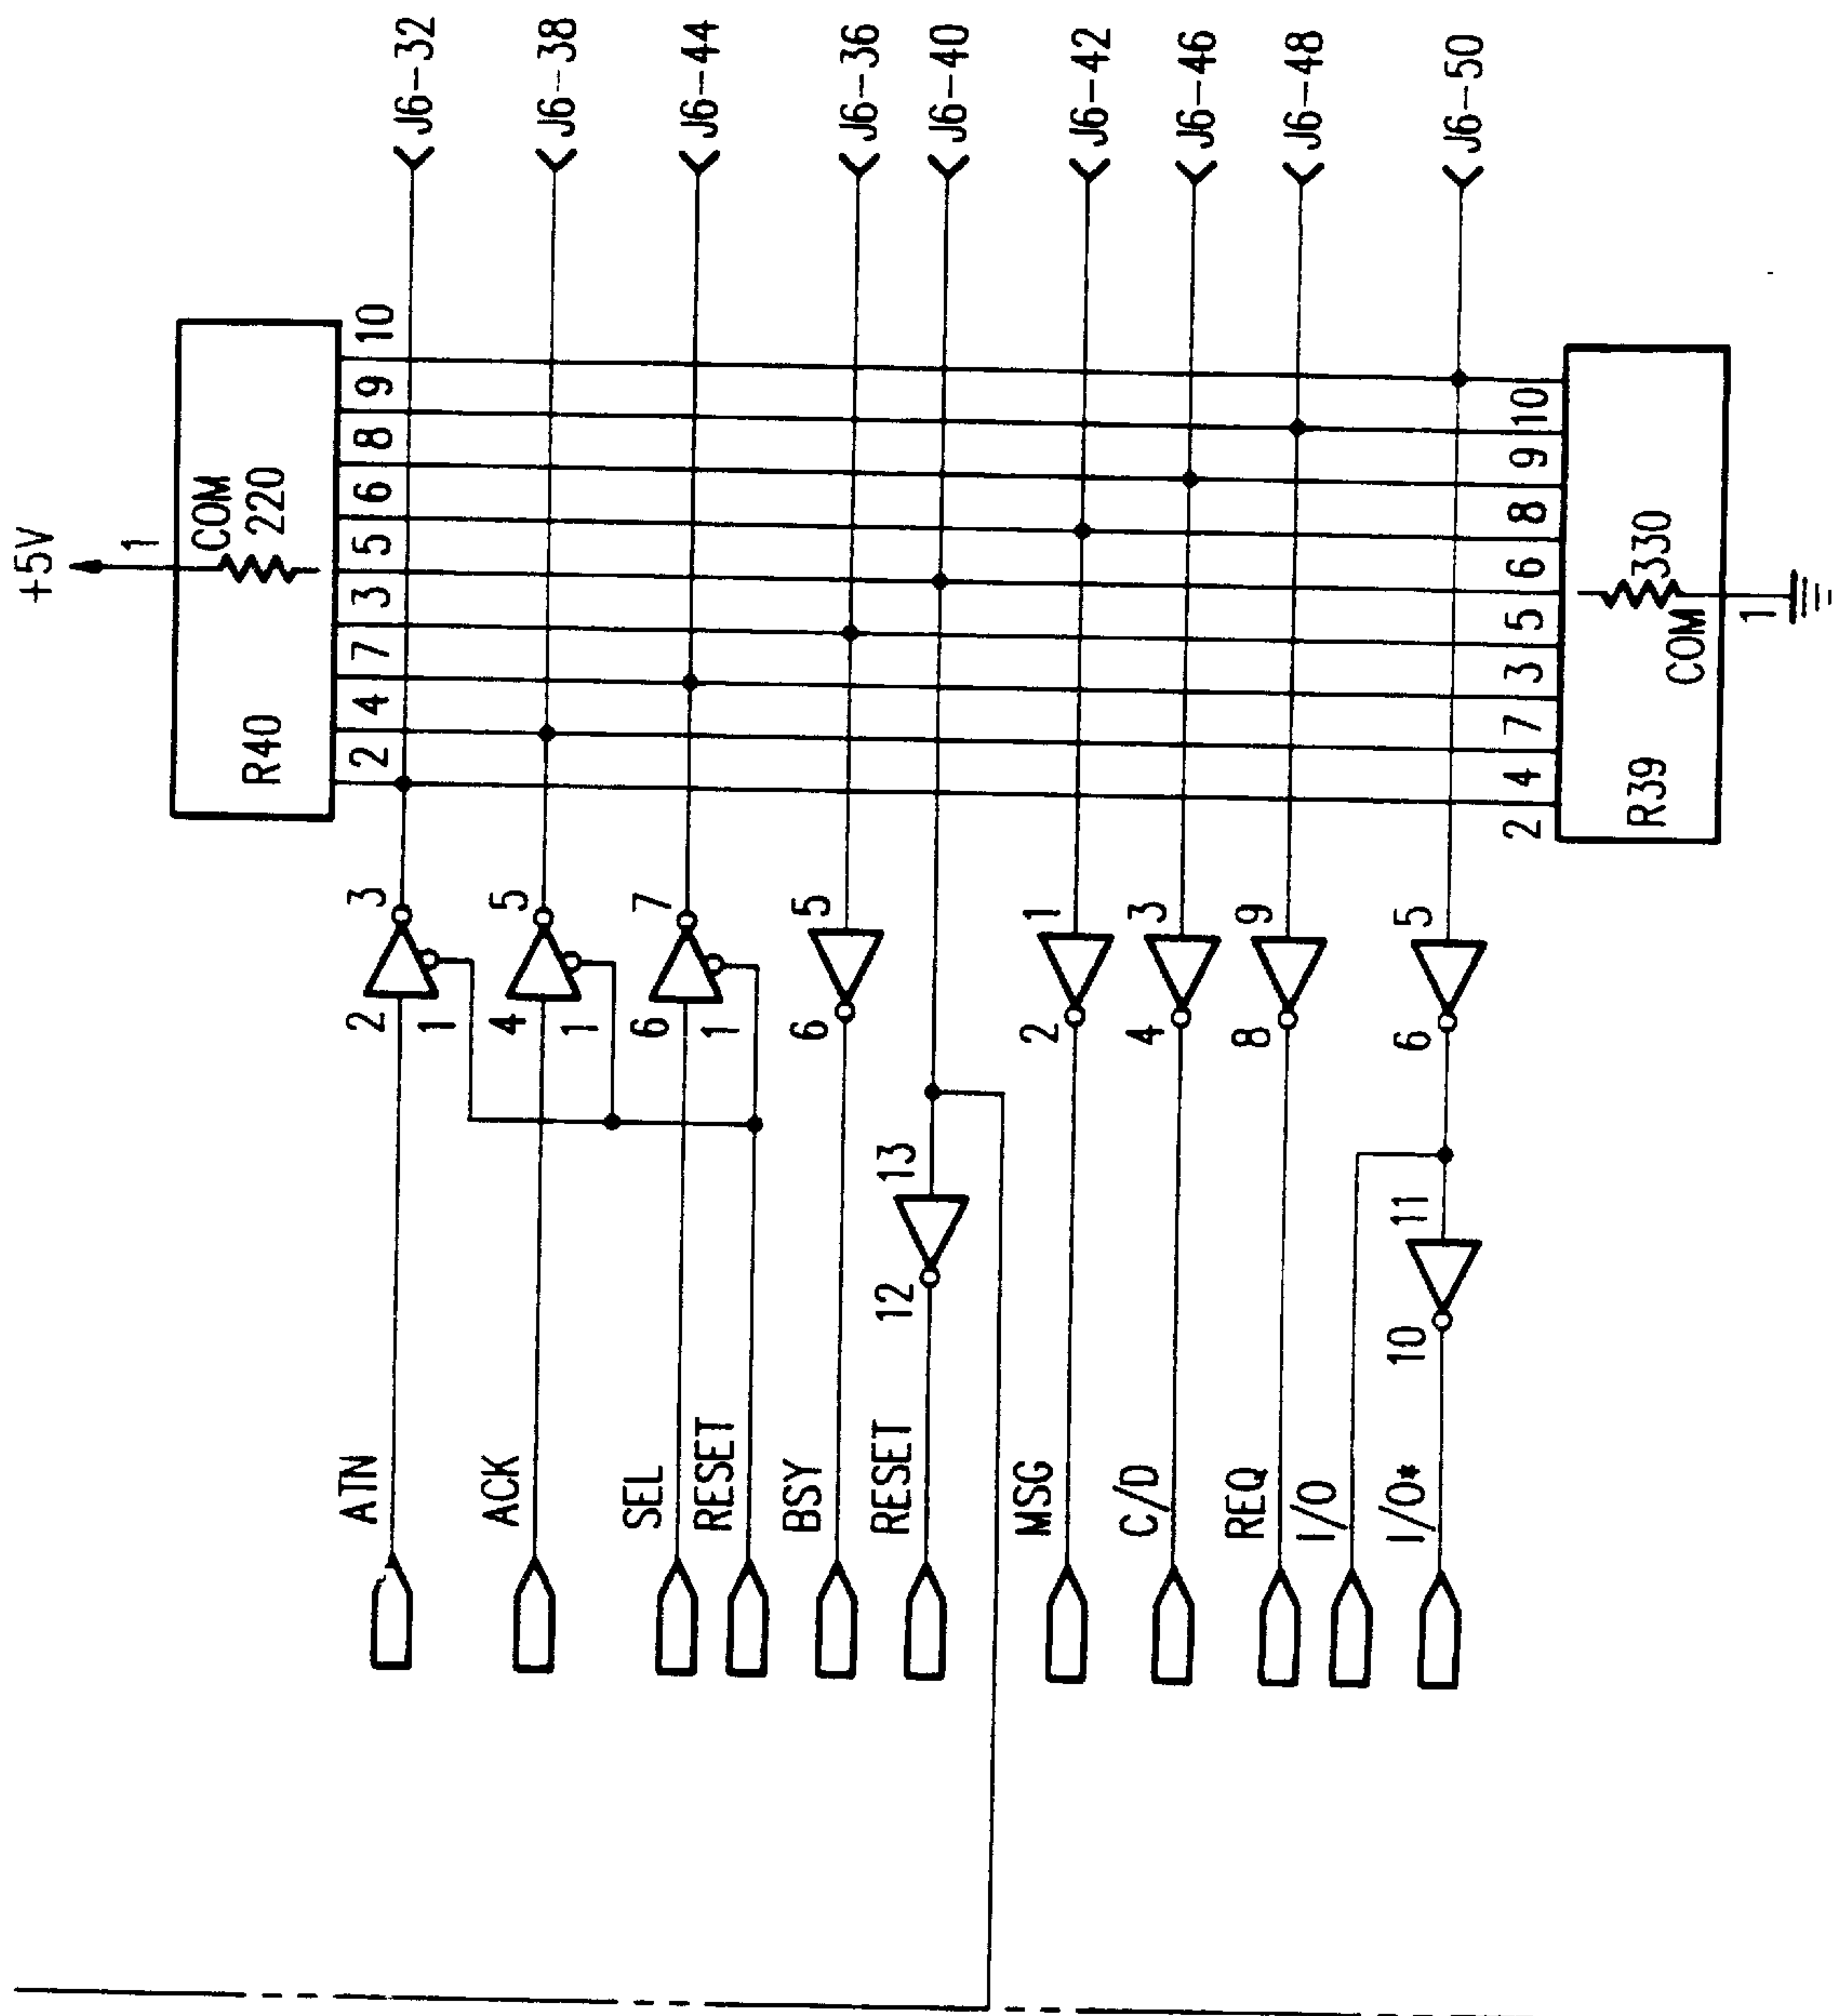 +5V
1
COM
220
R40
2
4
7
3
5
6
8
9
10
J6-32
J6-38
J6-44
J6-36
J6-40
J6-42
J6-46
J6-48
J6-50
ATN
2
1
3
ACK
4
1
5
SEL
6
1
7
RESET
BSY
6
5
RESET
12
13
MSG
2
1
C/D
4
3
REQ
8
9
I/O
I/O*
10
11
6
5
2
4
7
3
5
6
8
9
10
330
R39
COM
1